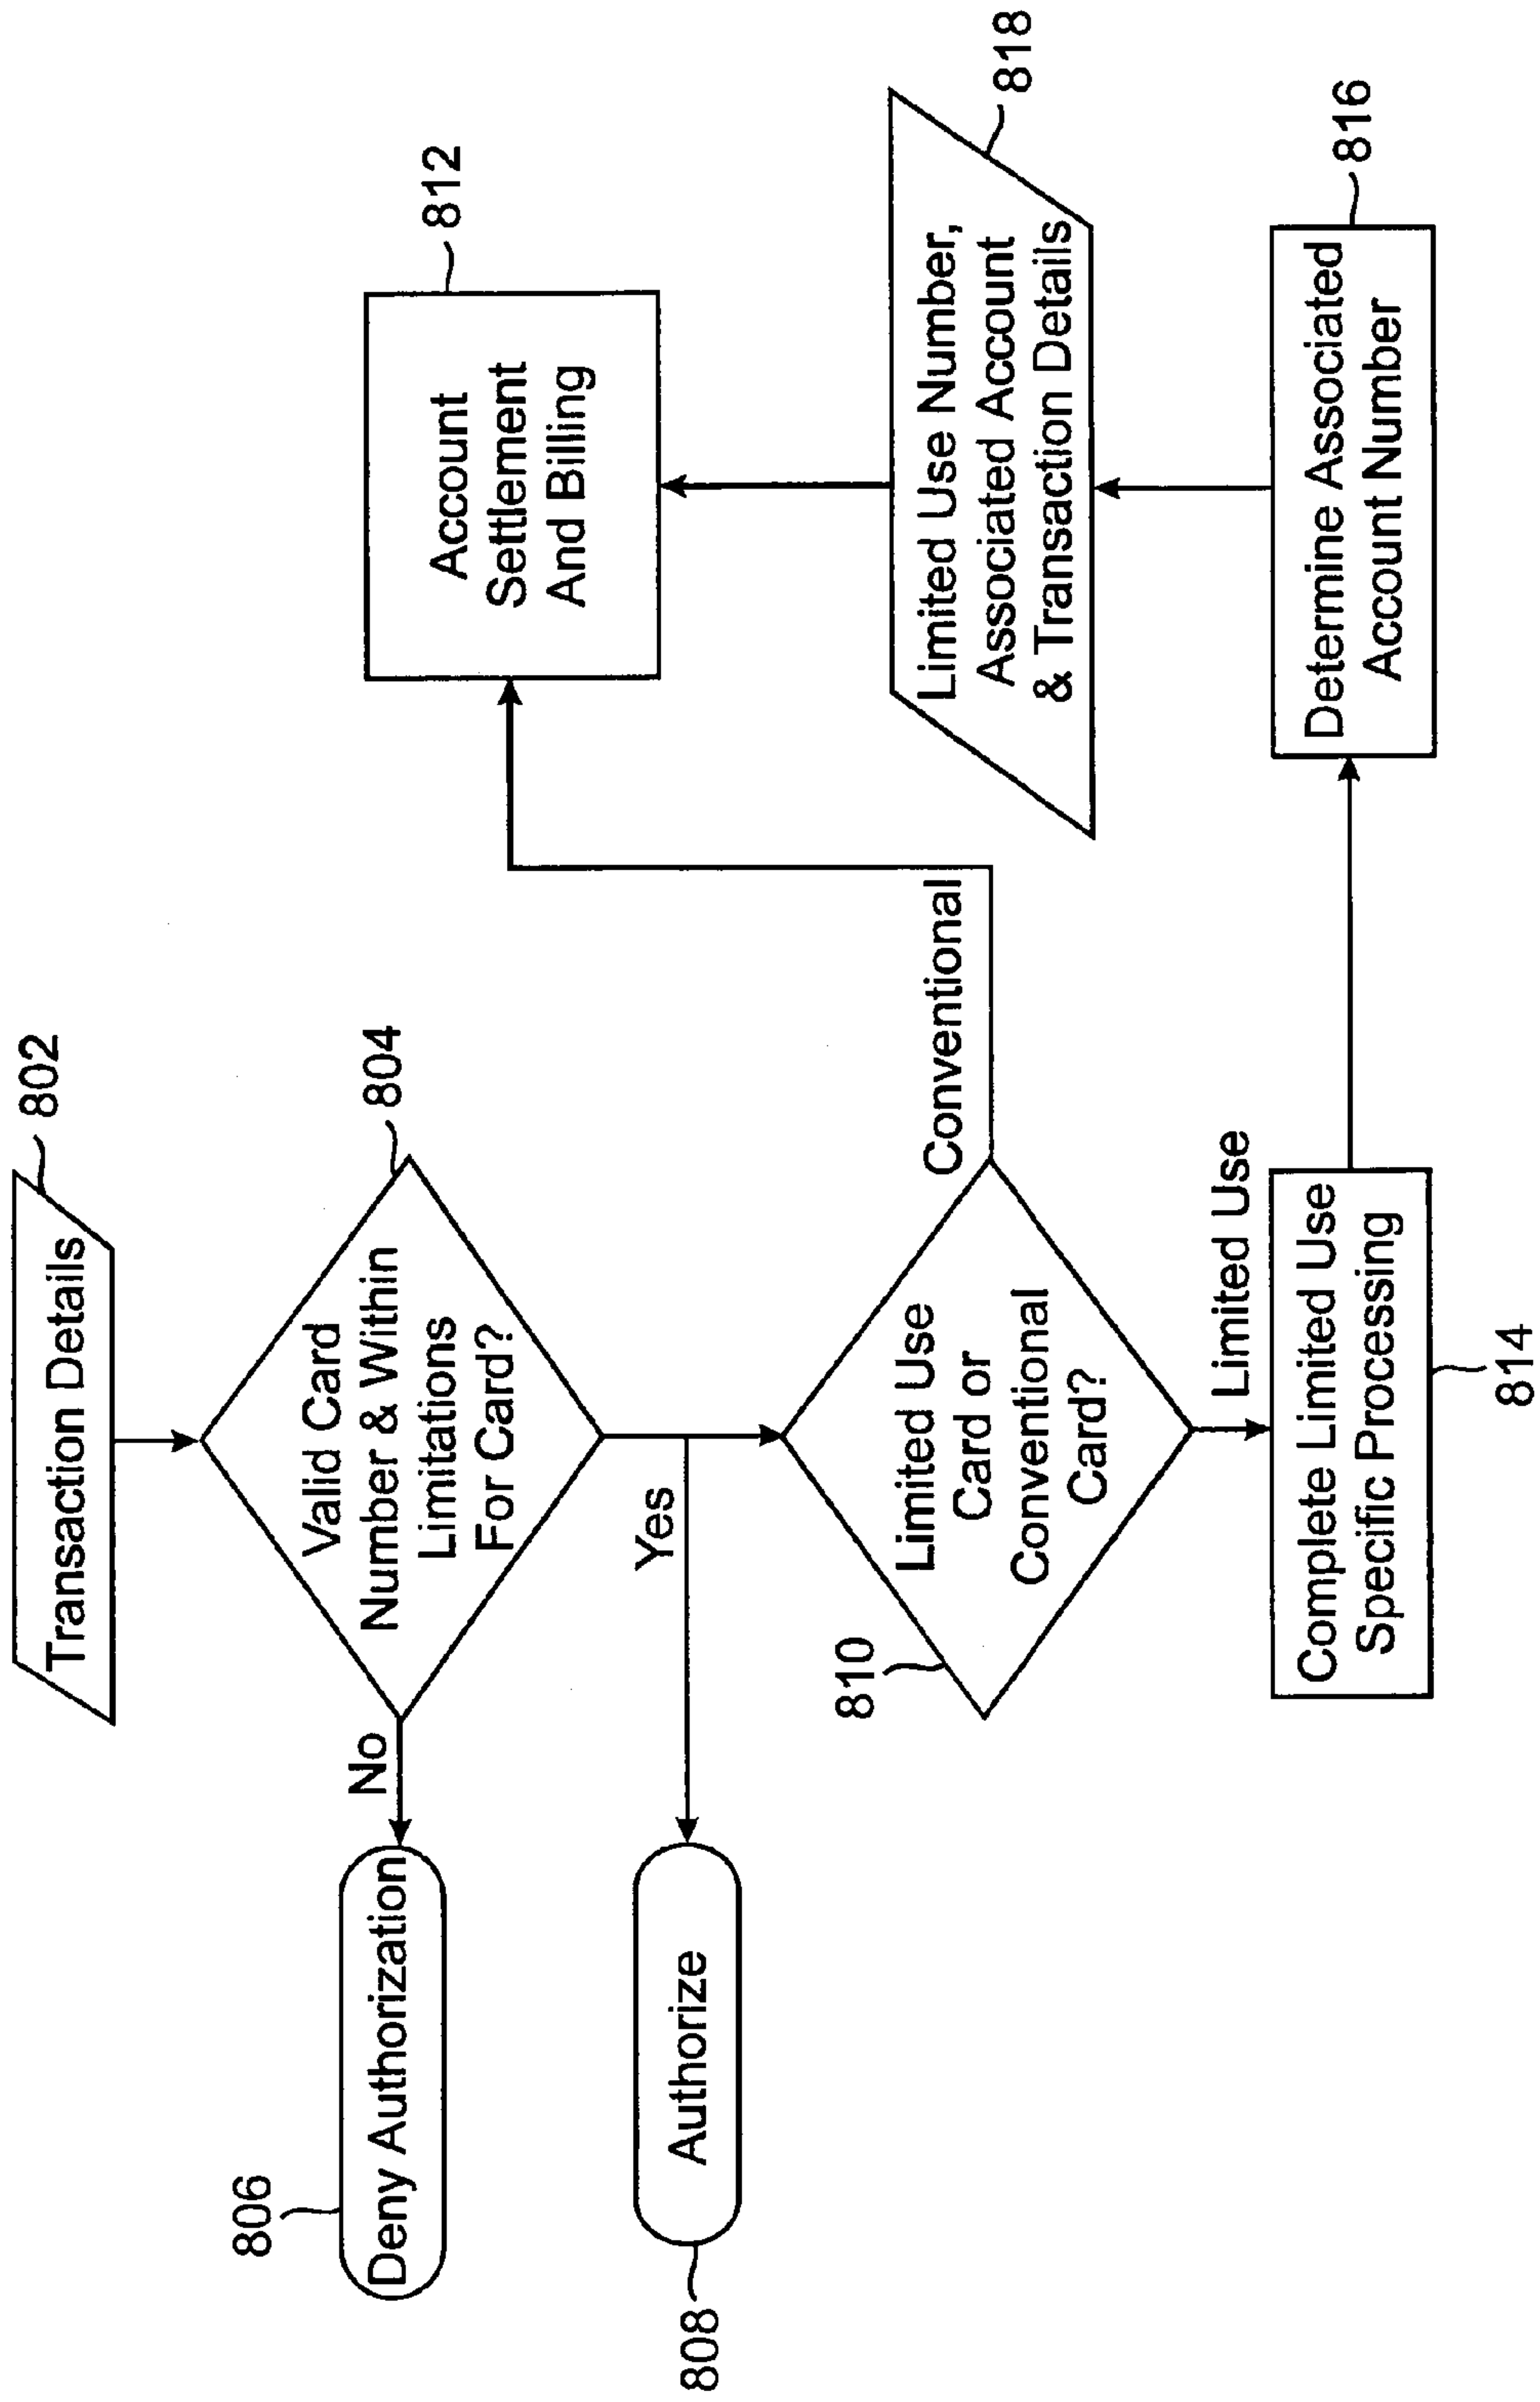 802
Transaction Details
804
Valid Card
Number & Within
Limitations
For Card?
No
806
Deny Authorization
Yes
808
Authorize
810
Limited Use
Card or
Conventional
Card?
Conventional
812
Account
Settlement
And Billing
Limited Use
Complete Limited Use
Specific Processing
814
Determine Associated
Account Number
816
Limited Use Number,
Associated Account
& Transaction Details
818